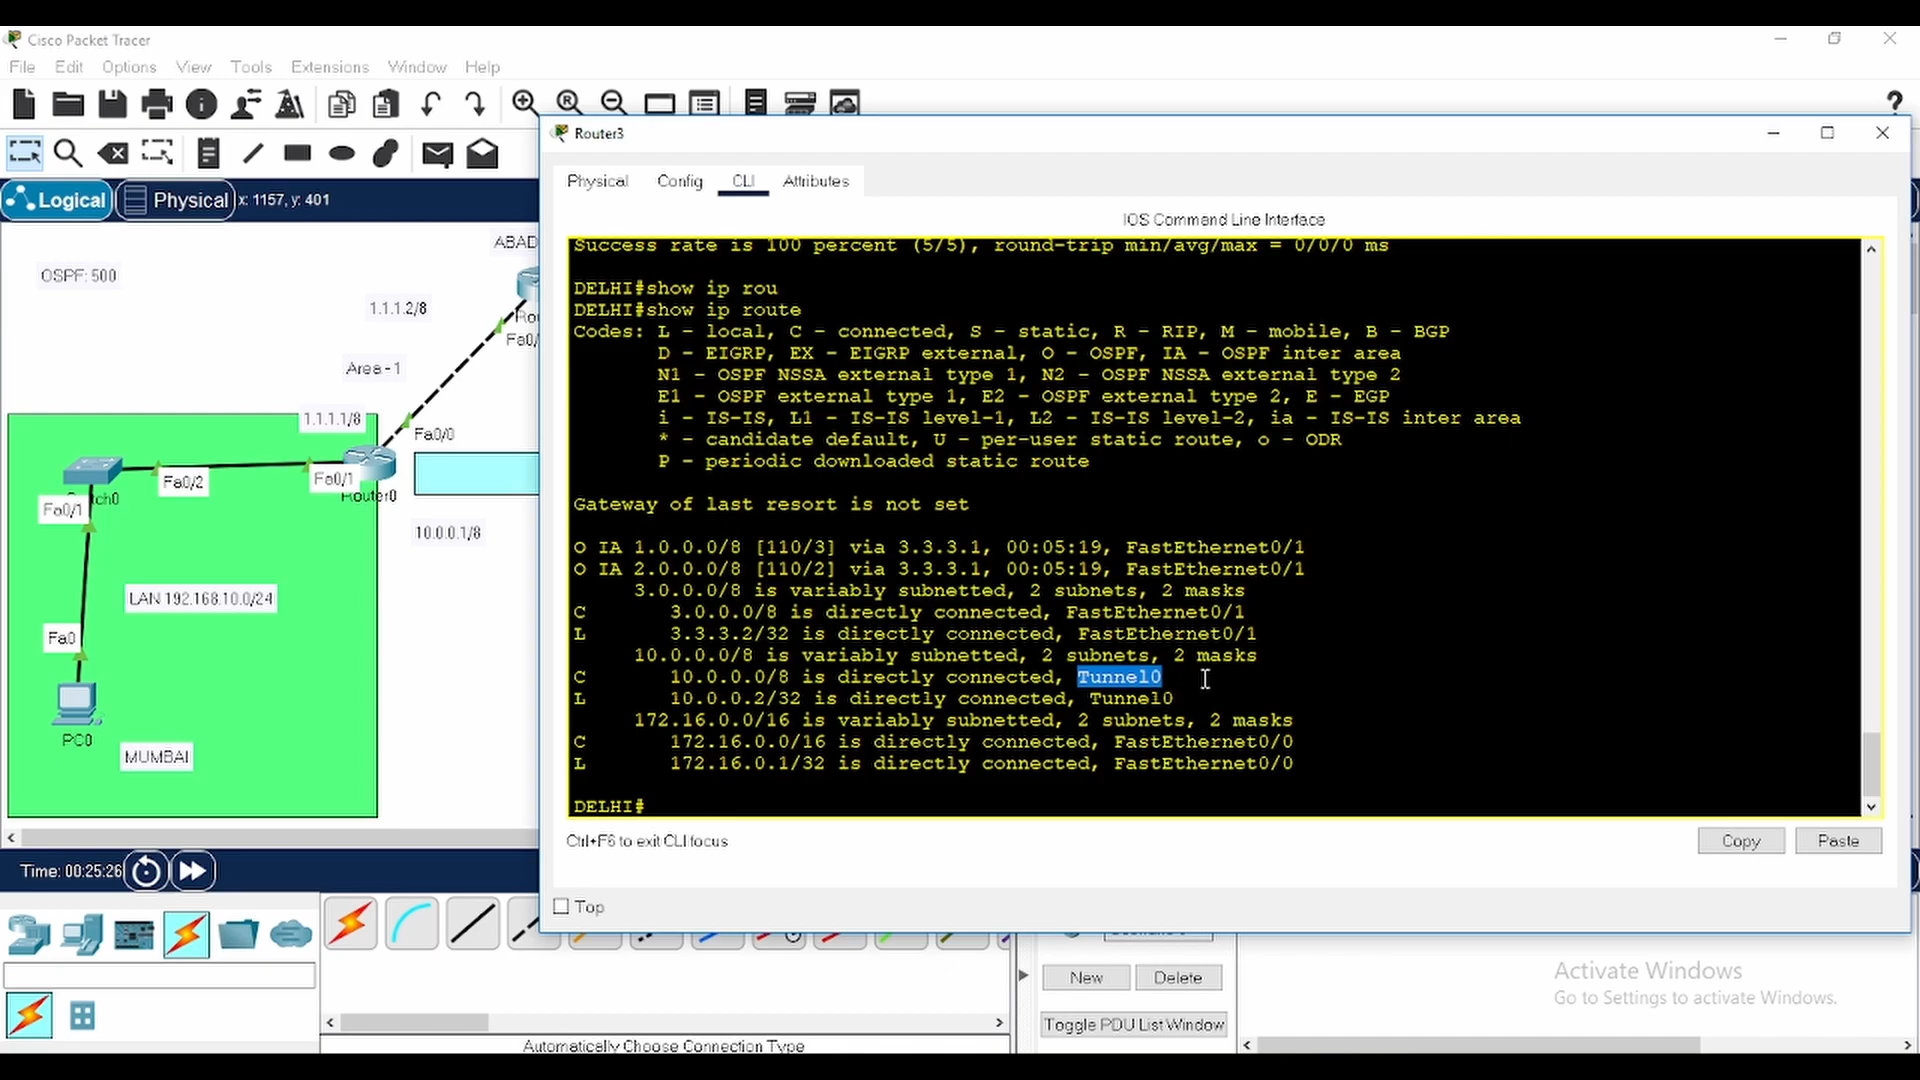 Cisco Packet Tracer
File Edit Options View Tools Extensions Window Help
Logical
Physical
x: 1157, y: 401
OSPF: 500
ABAD
1.1.1.2/8
Fa0/
Area - 1
1.1.1.1/8
Fa0/0
Fa0/2
Fa0/1
Router0
Fa0/1
10.0.0.1/8
LAN 192.168.10.0/24
Fa0
PC0
MUMBAI
Time: 00:25:26
Automatically Choose Connection Type
Router3
Physical Config CLI Attributes
IOS Command Line Interface
Success rate is 100 percent (5/5), round-trip min/avg/max = 0/0/0 ms
DELHI#show ip rou
DELHI#show ip route
Codes: L - local, C - connected, S - static, R - RIP, M - mobile, B - BGP
D - EIGRP, EX - EIGRP external, O - OSPF, IA - OSPF inter area
N1 - OSPF NSSA external type 1, N2 - OSPF NSSA external type 2
E1 - OSPF external type 1, E2 - OSPF external type 2, E - EGP
i - IS-IS, L1 - IS-IS level-1, L2 - IS-IS level-2, ia - IS-IS inter area
* - candidate default, U - per-user static route, o - ODR
P - periodic downloaded static route
Gateway of last resort is not set
O IA 1.0.0.0/8 [110/3] via 3.3.3.1, 00:05:19, FastEthernet0/1
O IA 2.0.0.0/8 [110/2] via 3.3.3.1, 00:05:19, FastEthernet0/1
3.0.0.0/8 is variably subnetted, 2 subnets, 2 masks
C 3.0.0.0/8 is directly connected, FastEthernet0/1
L 3.3.3.2/32 is directly connected, FastEthernet0/1
10.0.0.0/8 is variably subnetted, 2 subnets, 2 masks
C 10.0.0.0/8 is directly connected, Tunnel0
L 10.0.0.2/32 is directly connected, Tunnel0
172.16.0.0/16 is variably subnetted, 2 subnets, 2 masks
C 172.16.0.0/16 is directly connected, FastEthernet0/0
L 172.16.0.1/32 is directly connected, FastEthernet0/0
DELHI#
Ctrl+F6 to exit CLI focus
Copy Paste
Top
New Delete
Toggle PDU List Window
Activate Windows
Go to Settings to activate Windows.